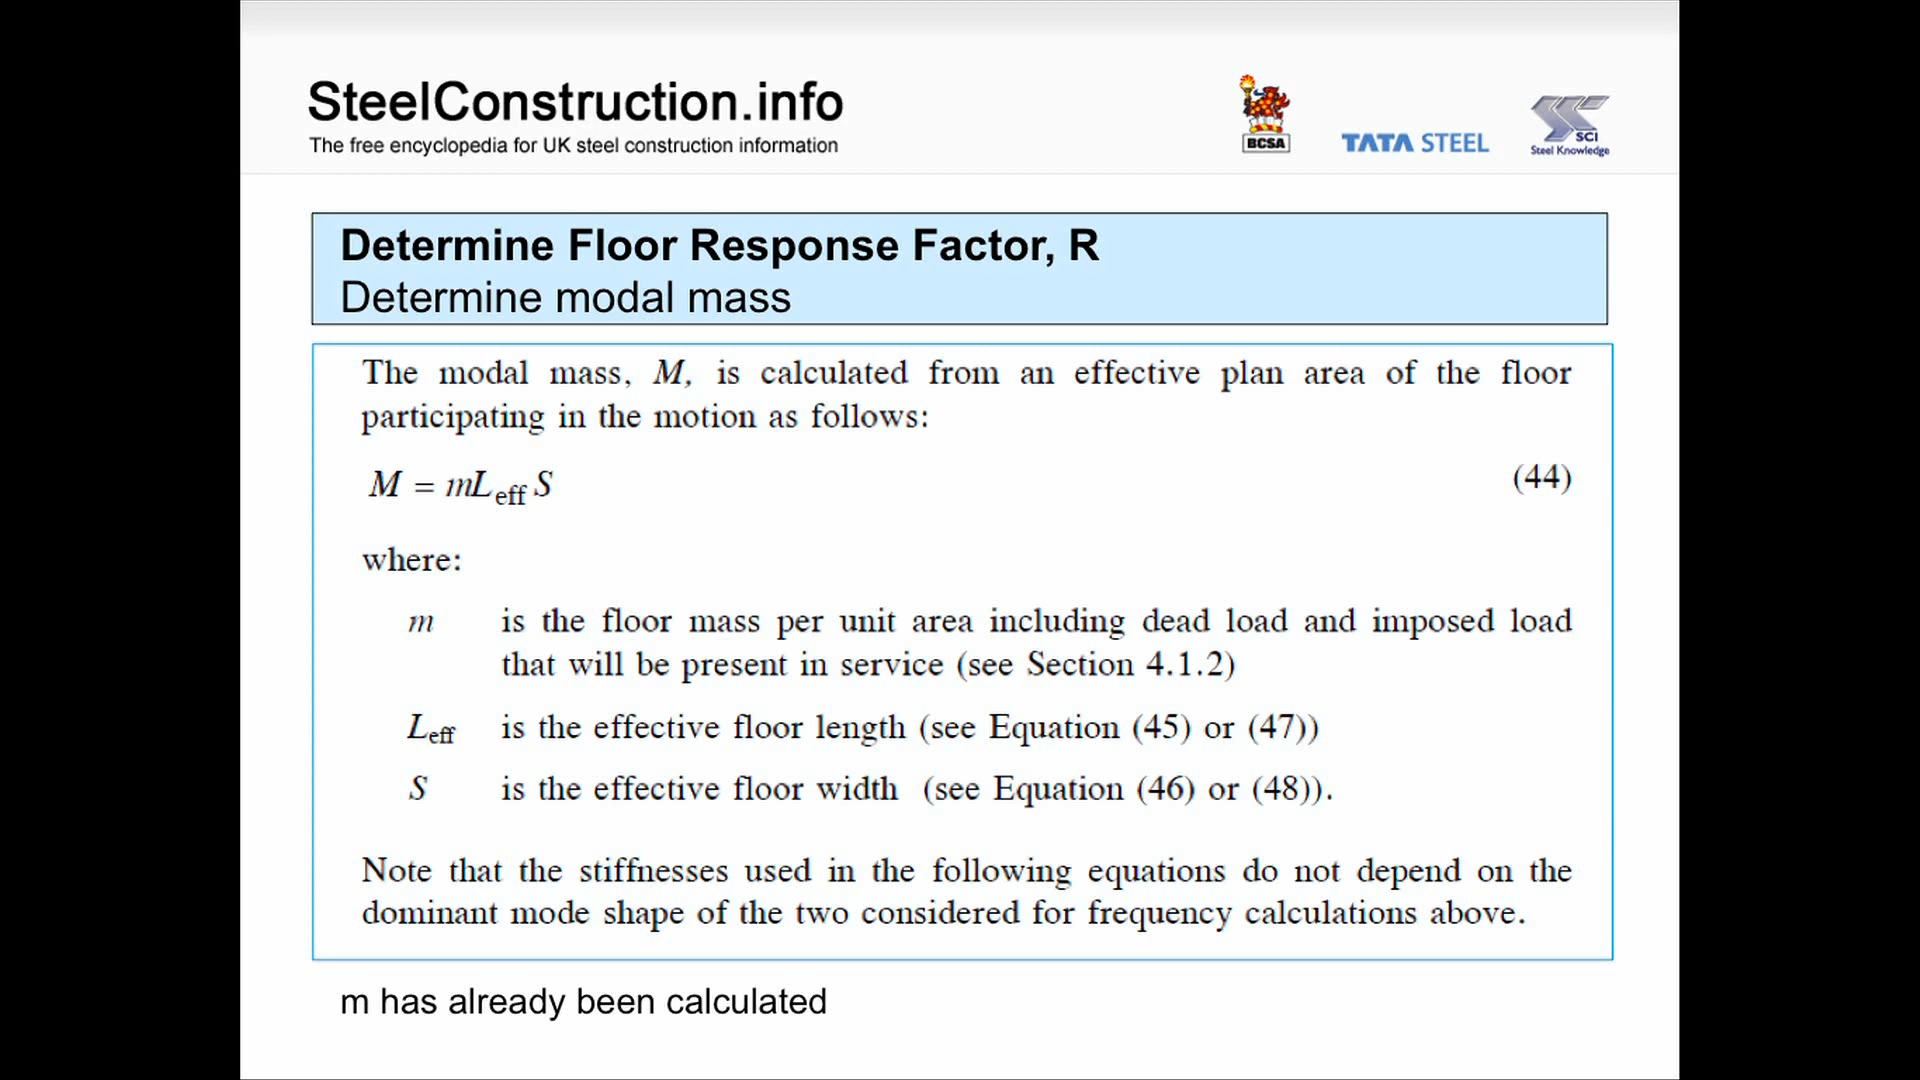 SteelConstruction.info
The free encyclopedia for UK steel construction information
BCSA
TATA STEEL
SCI
Steel Knowledge
Determine Floor Response Factor, R
Determine modal mass
The modal mass, M, is calculated from an effective plan area of the floor
participating in the motion as follows:
M = mLeff S (44)
where:
m is the floor mass per unit area including dead load and imposed load
that will be present in service (see Section 4.1.2)
Leff is the effective floor length (see Equation (45) or (47))
S is the effective floor width (see Equation (46) or (48)).
Note that the stiffnesses used in the following equations do not depend on the
dominant mode shape of the two considered for frequency calculations above.
m has already been calculated